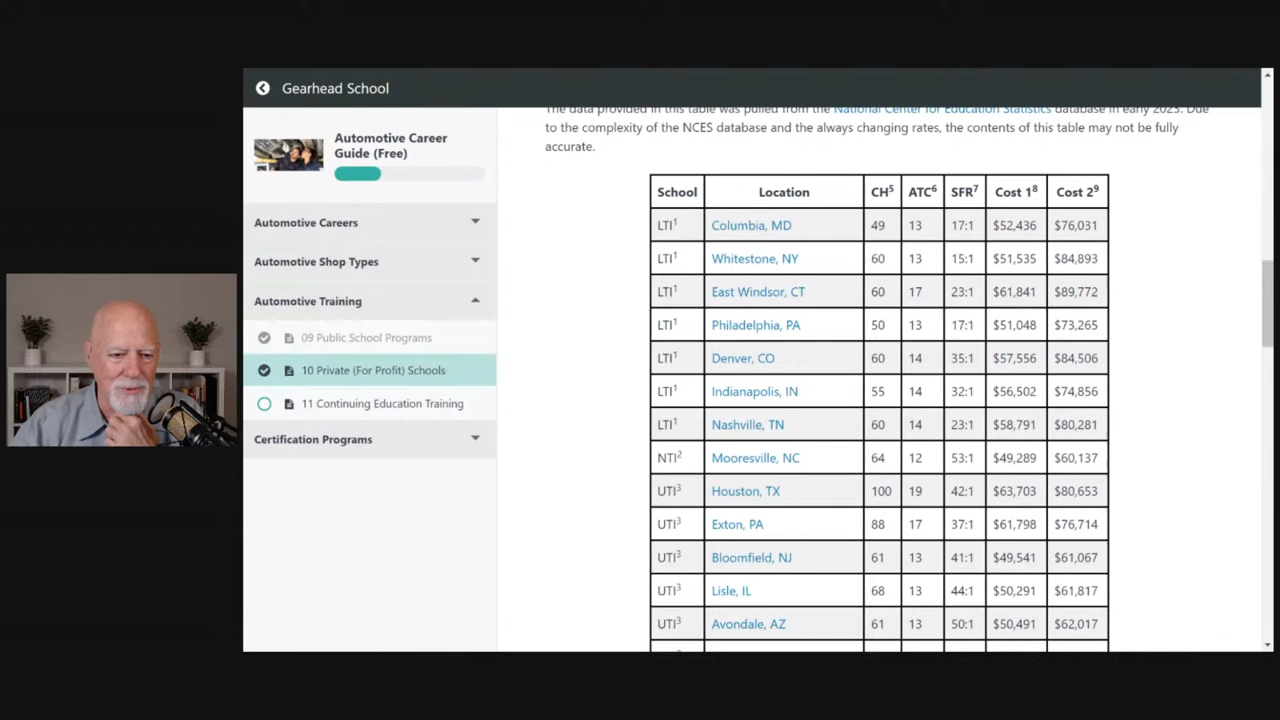 Gearhead School
Automotive Career
Guide (Free)
Automotive Careers
Automotive Shop Types
Automotive Training
09 Public School Programs
10 Private (For Profit) Schools
11 Continuing Education Training
Certification Programs
The data provided in this table was pulled from the National Center for Education Statistics database in early 2023. Due
to the complexity of the NCES database and the always changing rates, the contents of this table may not be fully
accurate.
School Location CH5 ATC6 SFR7 Cost 18 Cost 29
LTI1 Columbia, MD 49 13 17:1 $52,436 $76,031
LTI1 Whitestone, NY 60 13 15:1 $51,535 $84,893
LTI1 East Windsor, CT 60 17 23:1 $61,841 $89,772
LTI1 Philadelphia, PA 50 13 17:1 $51,048 $73,265
LTI1 Denver, CO 60 14 35:1 $57,556 $84,506
LTI1 Indianapolis, IN 55 14 32:1 $56,502 $74,856
LTI1 Nashville, TN 60 14 23:1 $58,791 $80,281
NTI2 Mooresville, NC 64 12 53:1 $49,289 $60,137
UTI3 Houston, TX 100 19 42:1 $63,703 $80,653
UTI3 Exton, PA 88 17 37:1 $61,798 $76,714
UTI3 Bloomfield, NJ 61 13 41:1 $49,541 $61,067
UTI3 Lisle, IL 68 13 44:1 $50,291 $61,817
UTI3 Avondale, AZ 61 13 50:1 $50,491 $62,017